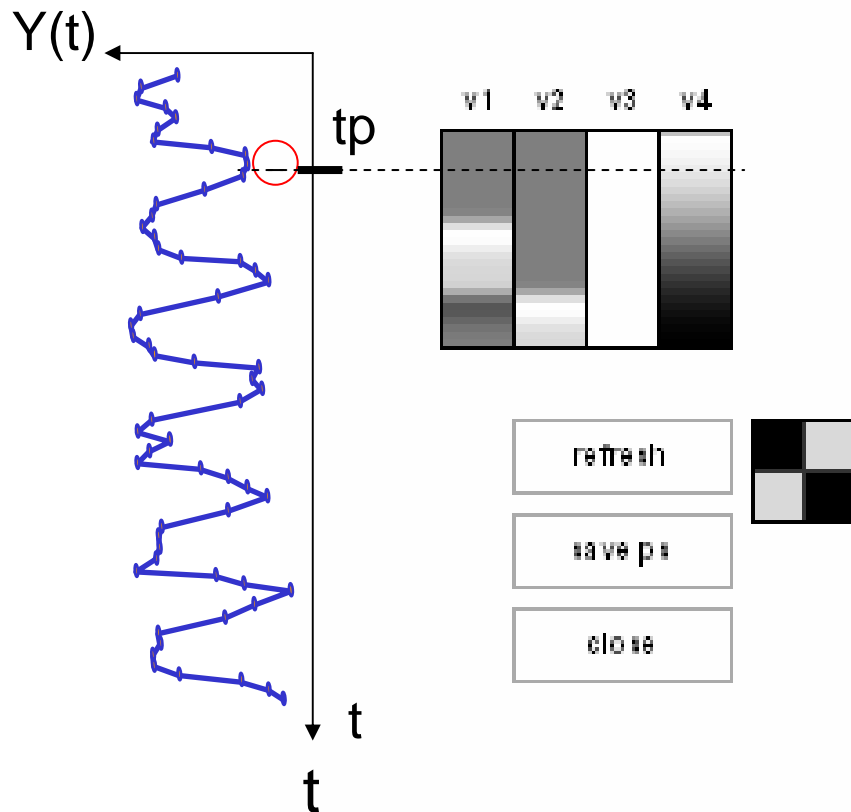 Y(t)
v1 v2 v3 v4
tp
refresh
save ps
close
t
t